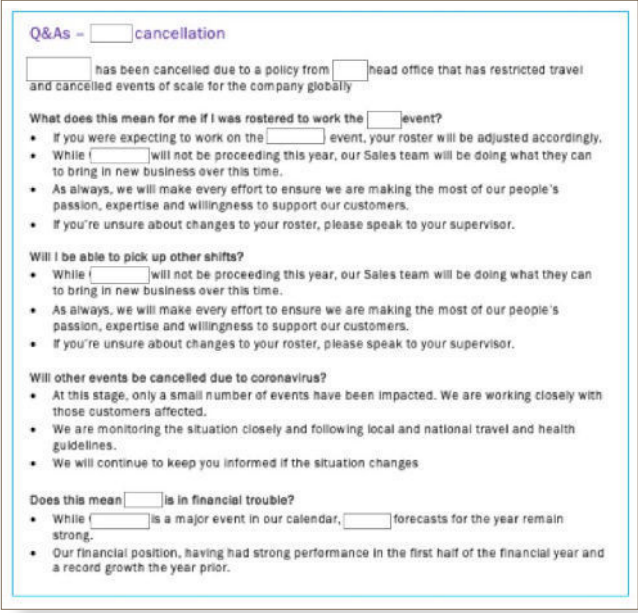 Q&As – cancellation
has been cancelled due to a policy from head office that has restricted travel
and cancelled events of scale for the company globally
What does this mean for me if I was rostered to work the event?
• If you were expecting to work on the event, your roster will be adjusted accordingly.
• While will not be proceeding this year, our Sales team will be doing what they can
to bring in new business over this time.
• As always, we will make every effort to ensure we are making the most of our people's
passion, expertise and willingness to support our customers.
• If you're unsure about changes to your roster, please speak to your supervisor.
Will I be able to pick up other shifts?
• While will not be proceeding this year, our Sales team will be doing what they can
to bring in new business over this time.
• As always, we will make every effort to ensure we are making the most of our people's
passion, expertise and willingness to support our customers.
• If you're unsure about changes to your roster, please speak to your supervisor.
Will other events be cancelled due to coronavirus?
• At this stage, only a small number of events have been impacted. We are working closely with
those customers affected.
• We are monitoring the situation closely and following local and national travel and health
guidelines.
• We will continue to keep you informed if the situation changes
Does this mean is in financial trouble?
• While is a major event in our calendar, forecasts for the year remain
strong.
• Our financial position, having had strong performance in the first half of the financial year and
a record growth the year prior.